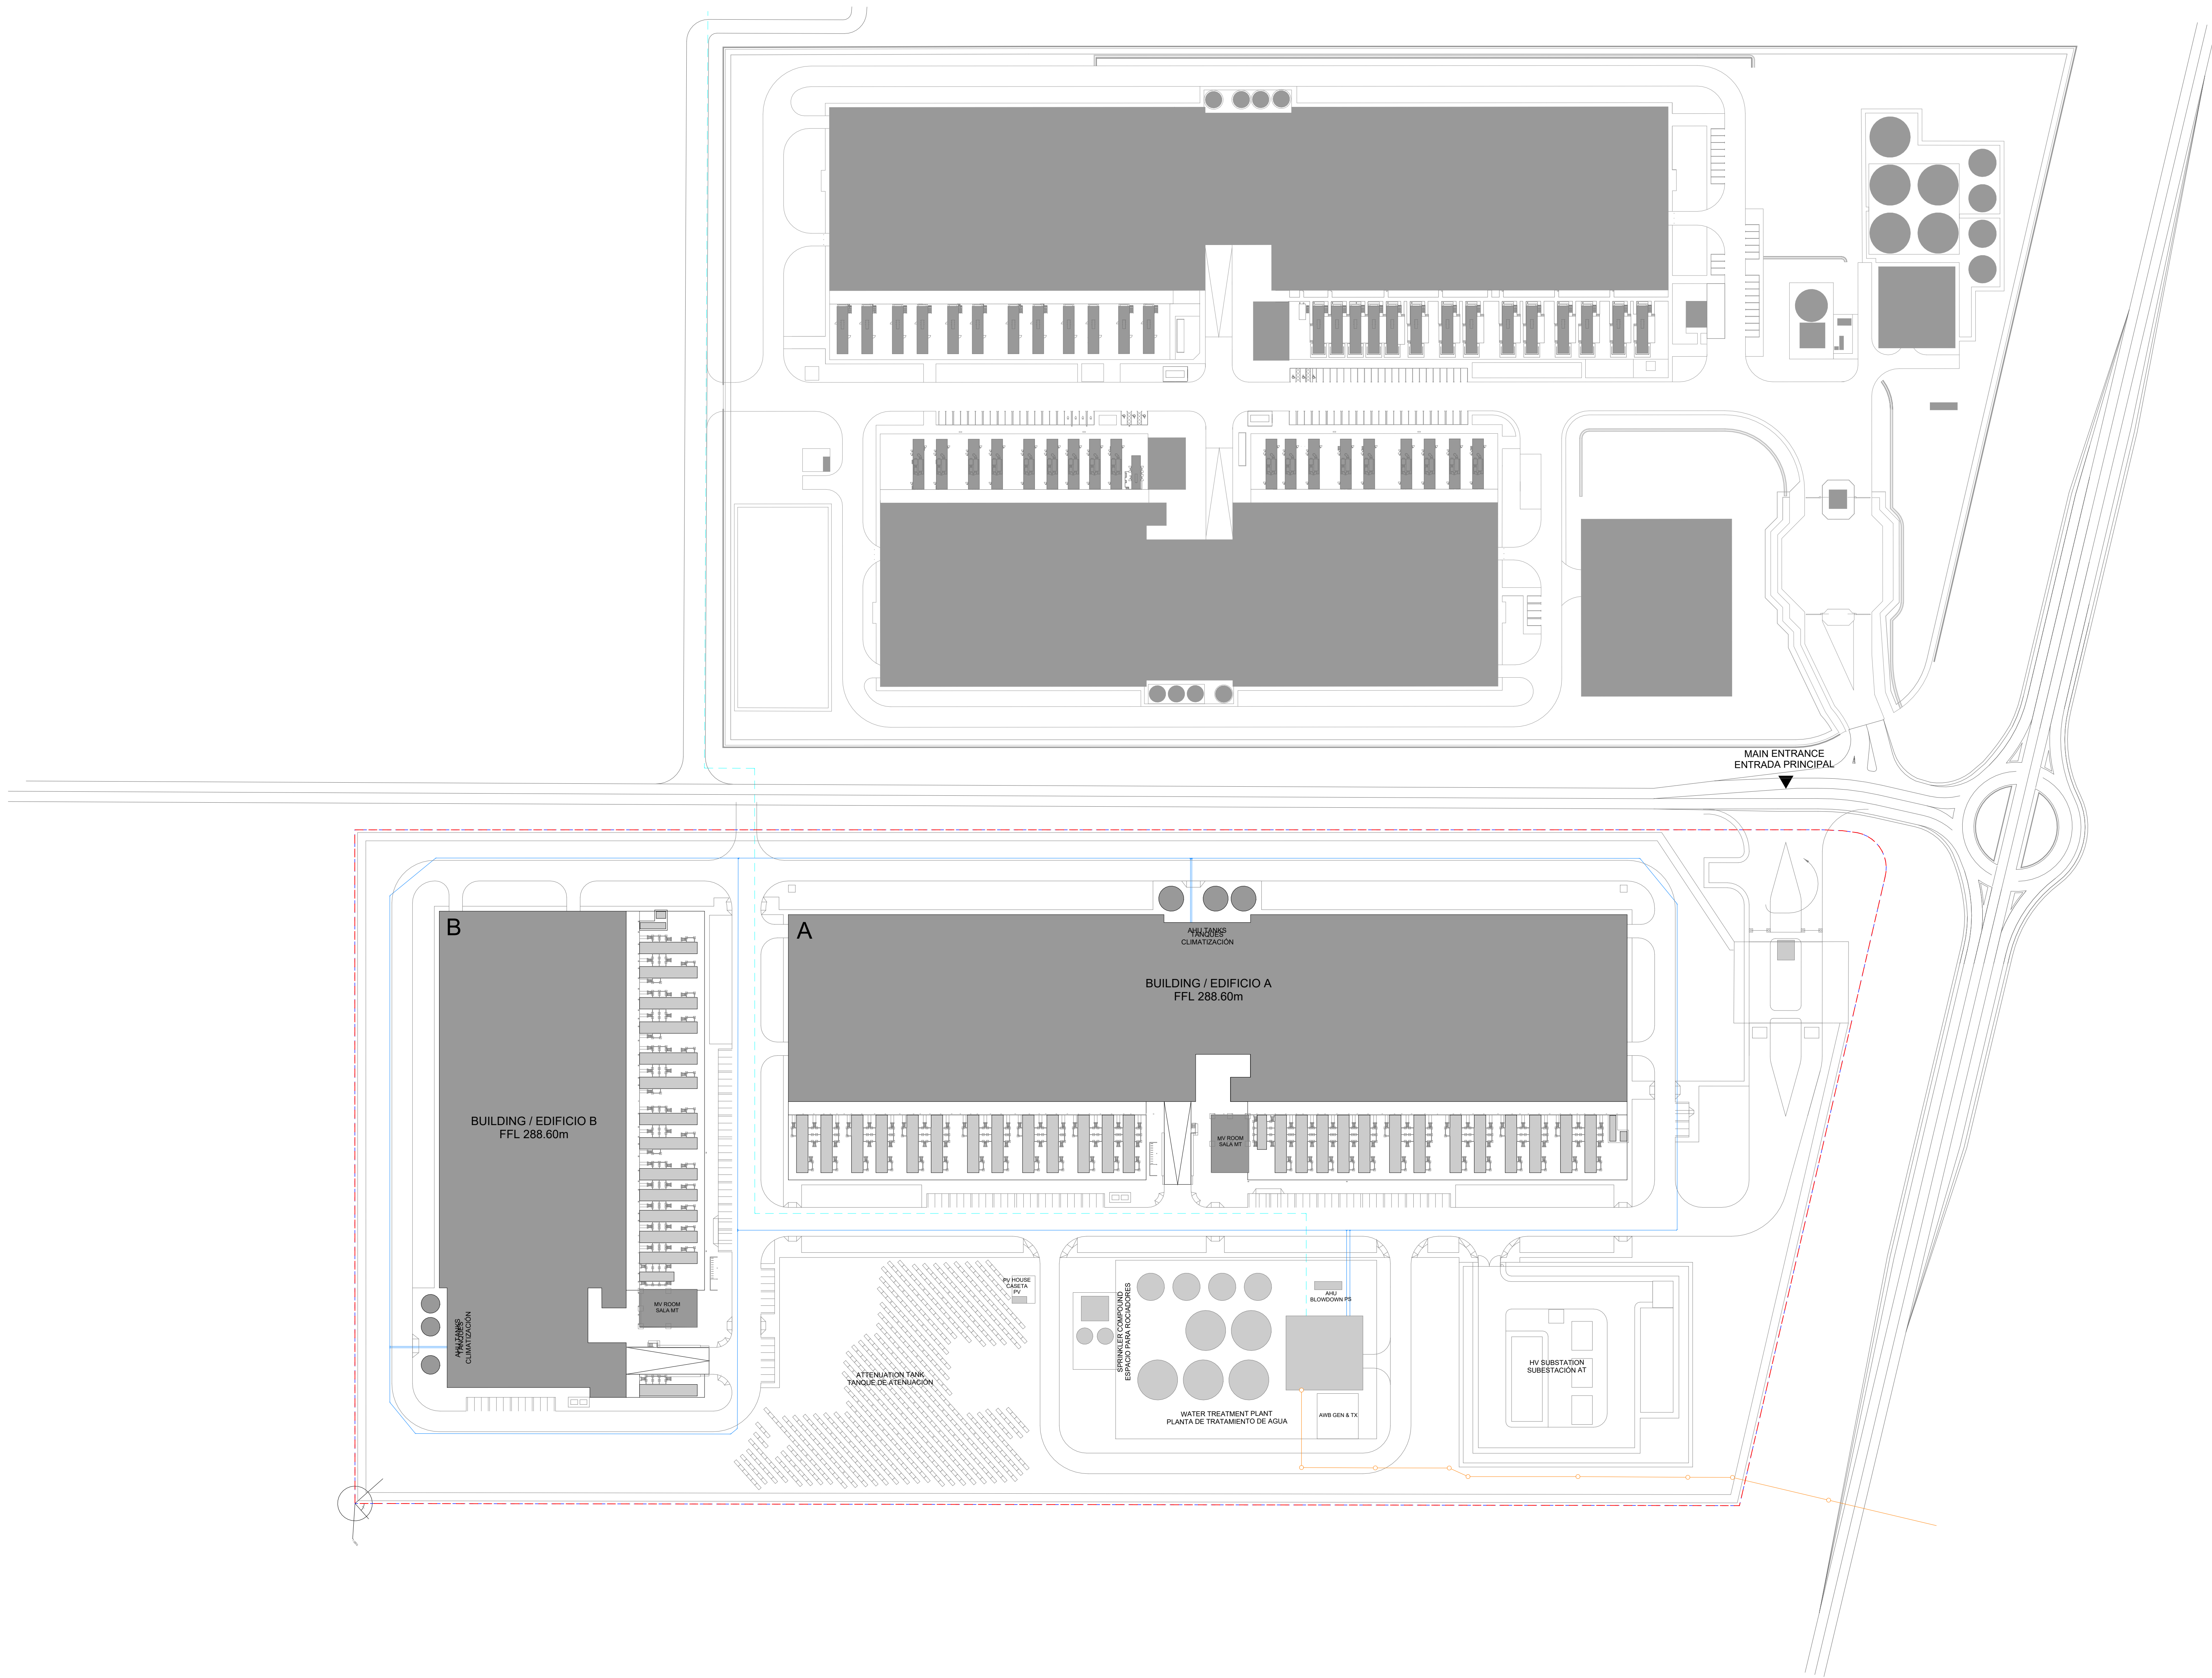 MAIN ENTRANCE
ENTRADA PRINCIPAL
B
A
AHU TANKS
TANQUES
CLIMATIZACIÓN
BUILDING / EDIFICIO A
FFL 288.60m
BUILDING / EDIFICIO B
FFL 288.60m
MV ROOM
SALA MT
MV ROOM
SALA MT
AHU TANKS
TANQUES
CLIMATIZACIÓN
PV HOUSE
CASETA
PV
ATTENUATION TANK
TANQUE DE ATENUACIÓN
SPRINKLER COMPOUND
ESPACIO PARA ROCIADORES
AHU
BLOWDOWN PS
WATER TREATMENT PLANT
PLANTA DE TRATAMIENTO DE AGUA
AWB GEN & TX
HV SUBSTATION
SUBESTACIÓN AT